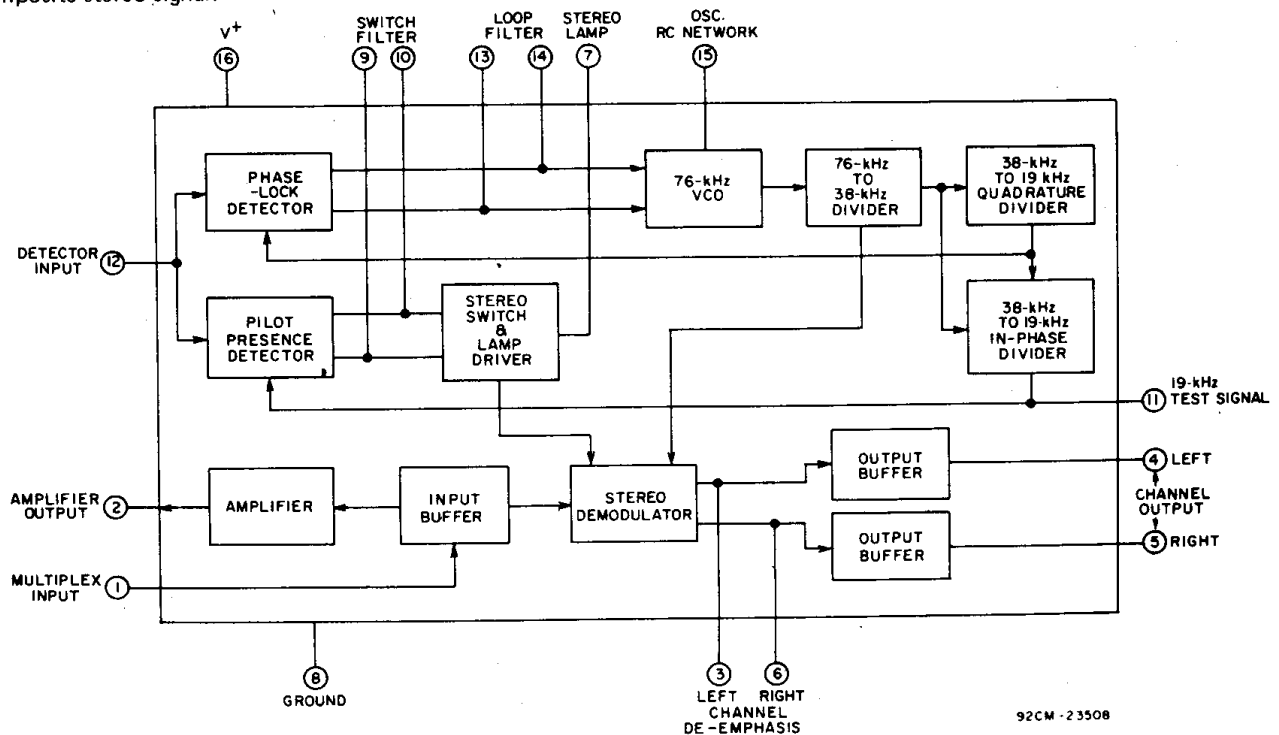 stereo signal.
V+
16
SWITCH
FILTER
9
10
LOOP
FILTER
13
14
STEREO
LAMP
7
OSC.
RC NETWORK
15
PHASE
-LOCK
DETECTOR
76-kHz
VCO
76-kHz
TO
38-kHz
DIVIDER
38-kHz
TO 19 kHz
QUADRATURE
DIVIDER
DETECTOR
INPUT
12
PILOT
PRESENCE
DETECTOR
STEREO
SWITCH
&
LAMP
DRIVER
38-kHz
TO 19-kHz
IN-PHASE
DIVIDER
11
19-kHz
TEST SIGNAL
AMPLIFIER
OUTPUT
2
AMPLIFIER
INPUT
BUFFER
STEREO
DEMODULATOR
OUTPUT
BUFFER
4 LEFT
CHANNEL
OUTPUT
OUTPUT
BUFFER
5 RIGHT
MULTIPLEX
INPUT
1
8
GROUND
3
6
LEFT RIGHT
CHANNEL
DE-EMPHASIS
92CM-23508